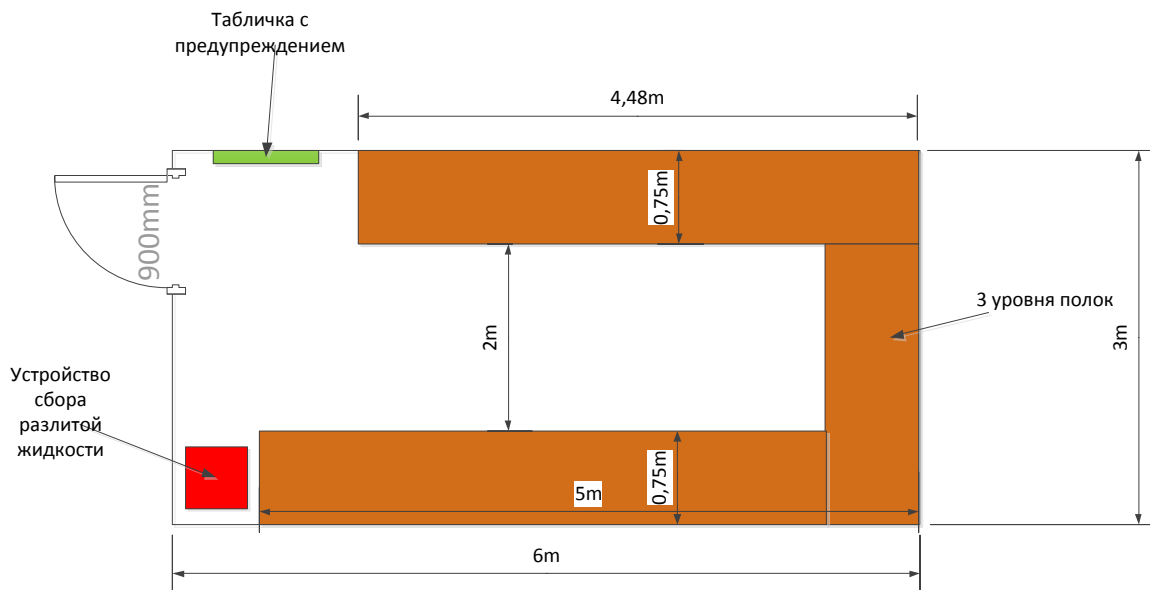 Табличка с
предупреждением
4,48m
0,75m
900mm
3 уровня полок
2m
3m
Устройство
сбора
разлитой
жидкости
0,75m
5m
6m